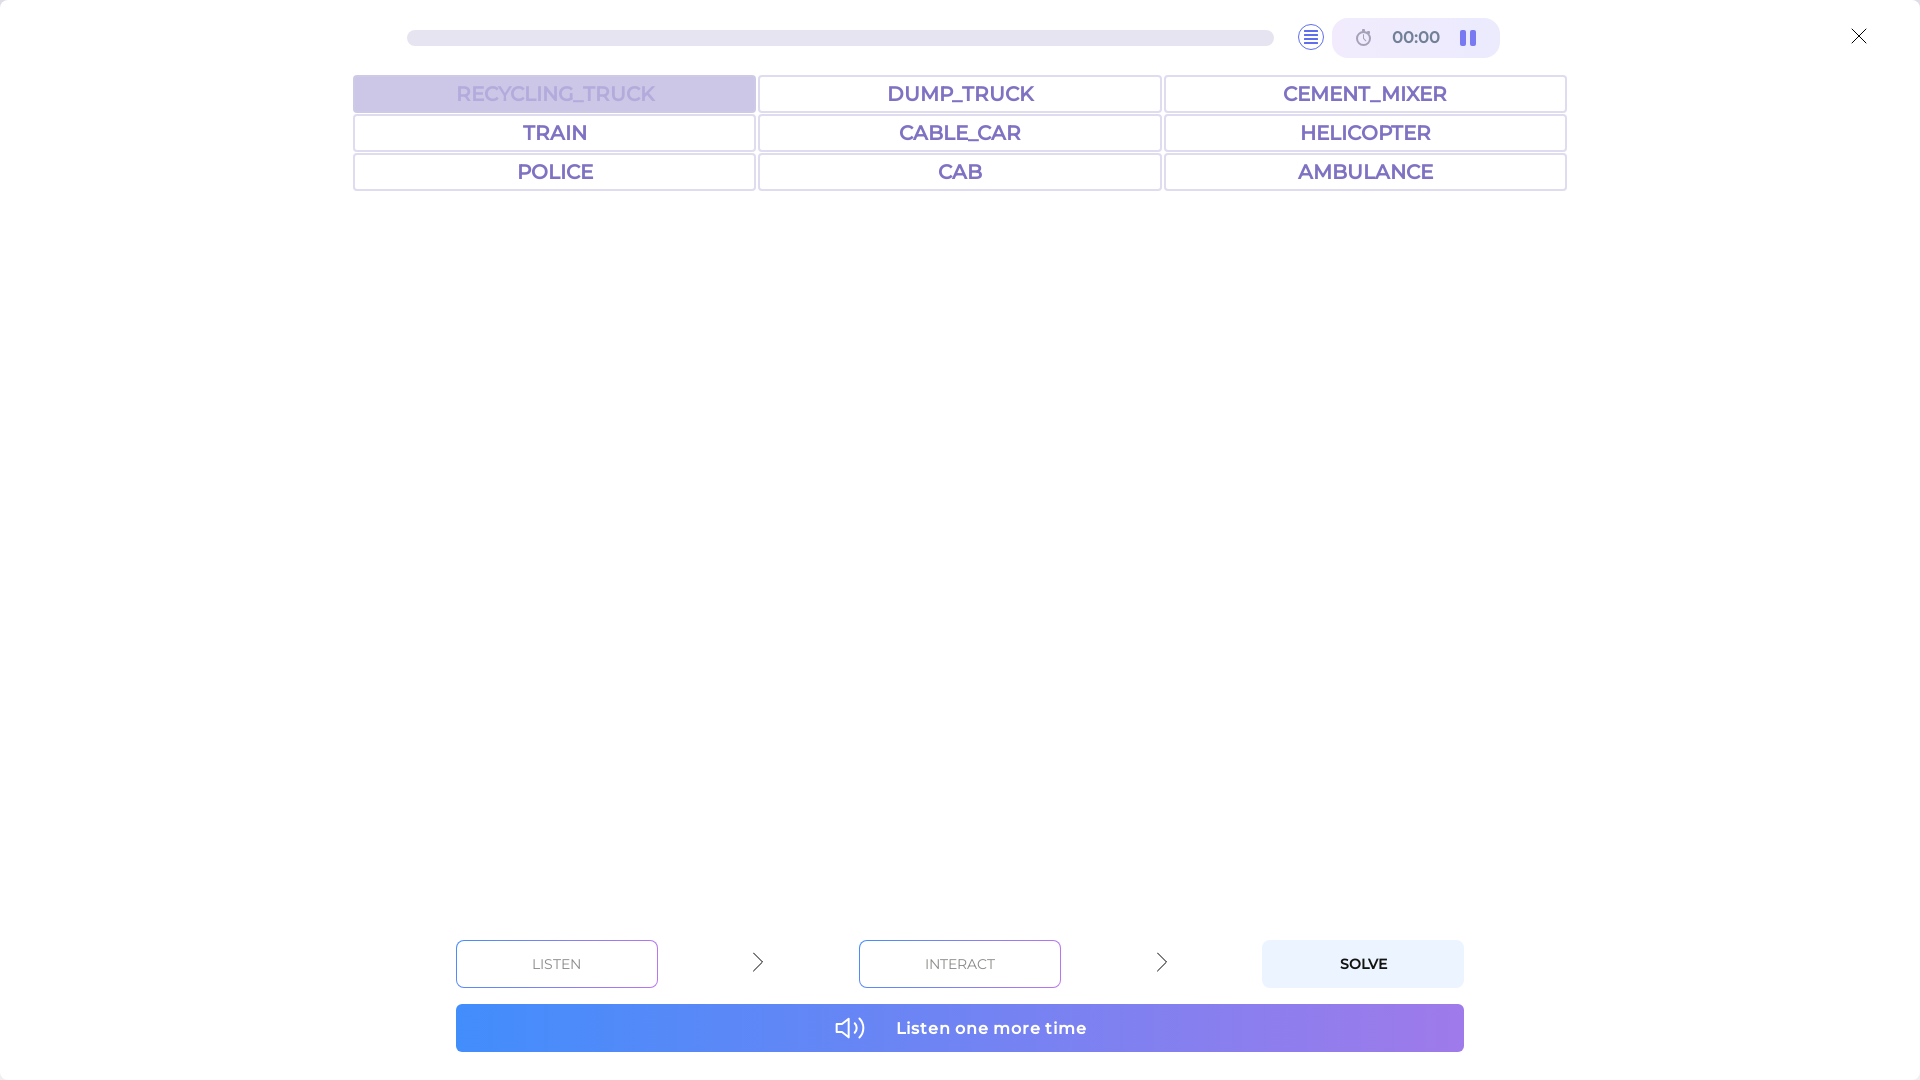 00:00
RECYCLING_TRUCK DUMP_TRUCK CEMENT_MIXER
TRAIN CABLE_CAR HELICOPTER
POLICE CAB AMBULANCE
LISTEN INTERACT SOLVE
Listen one more time